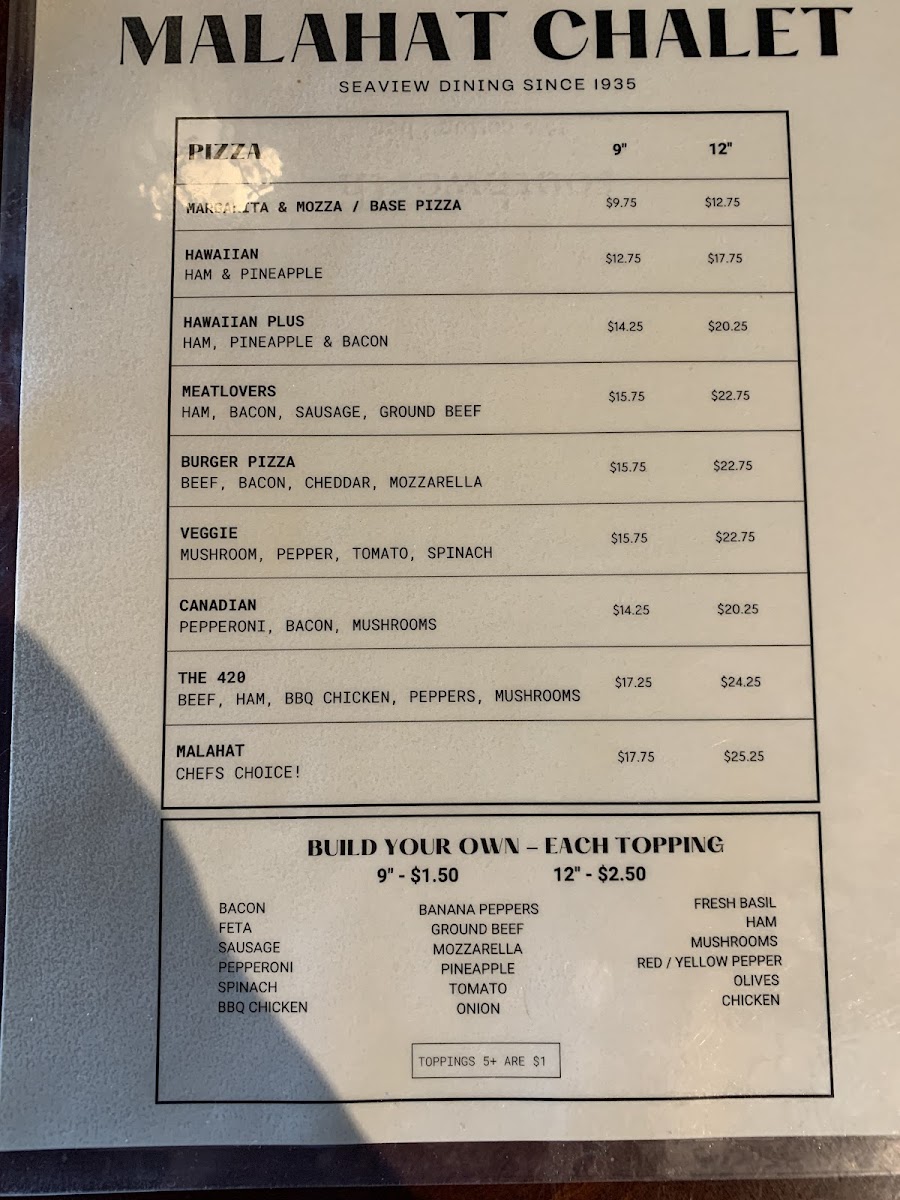 MALAHAT CHALET
SEAVIEW DINING SINCE 1935
PIZZA 9" 12"
MARGARITA & MOZZA / BASE PIZZA $9.75 $12.75
HAWAIIAN $12.75 $17.75
HAM & PINEAPPLE
HAWAIIAN PLUS $14.25 $20.25
HAM, PINEAPPLE & BACON
MEATLOVERS $15.75 $22.75
HAM, BACON, SAUSAGE, GROUND BEEF
BURGER PIZZA $15.75 $22.75
BEEF, BACON, CHEDDAR, MOZZARELLA
VEGGIE $15.75 $22.75
MUSHROOM, PEPPER, TOMATO, SPINACH
CANADIAN $14.25 $20.25
PEPPERONI, BACON, MUSHROOMS
THE 420 $17.25 $24.25
BEEF, HAM, BBQ CHICKEN, PEPPERS, MUSHROOMS
MALAHAT $17.75 $25.25
CHEFS CHOICE!
BUILD YOUR OWN – EACH TOPPING
9" - $1.50 12" - $2.50
BACON
FETA
SAUSAGE
PEPPERONI
SPINACH
BBQ CHICKEN
BANANA PEPPERS
GROUND BEEF
MOZZARELLA
PINEAPPLE
TOMATO
ONION
FRESH BASIL
HAM
MUSHROOMS
RED / YELLOW PEPPER
OLIVES
CHICKEN
TOPPINGS 5+ ARE $1